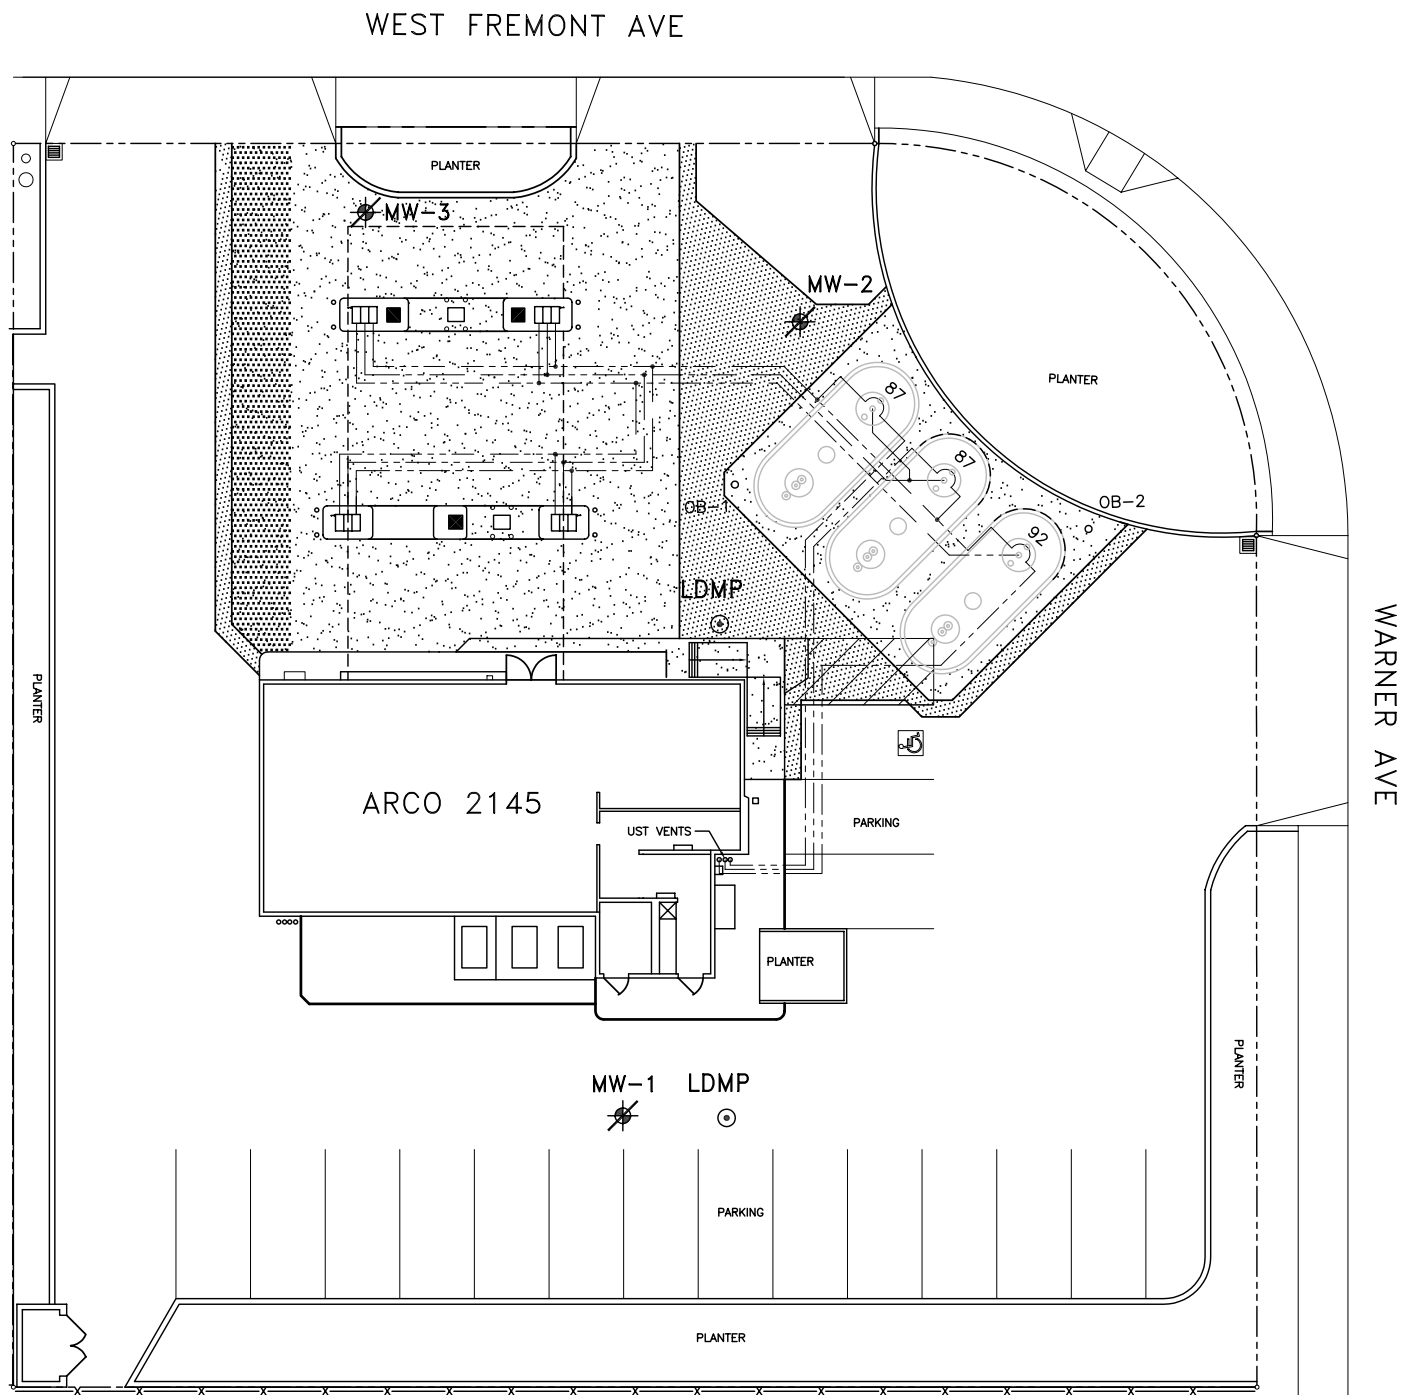 WEST FREMONT AVE
PLANTER
MW-3
MW-2
PLANTER
87
87
OB-1
OB-2
92
LDMP
WARNER AVE
PLANTER
ARCO 2145
PARKING
UST VENTS
PLANTER
PLANTER
MW-1 LDMP
PARKING
PLANTER